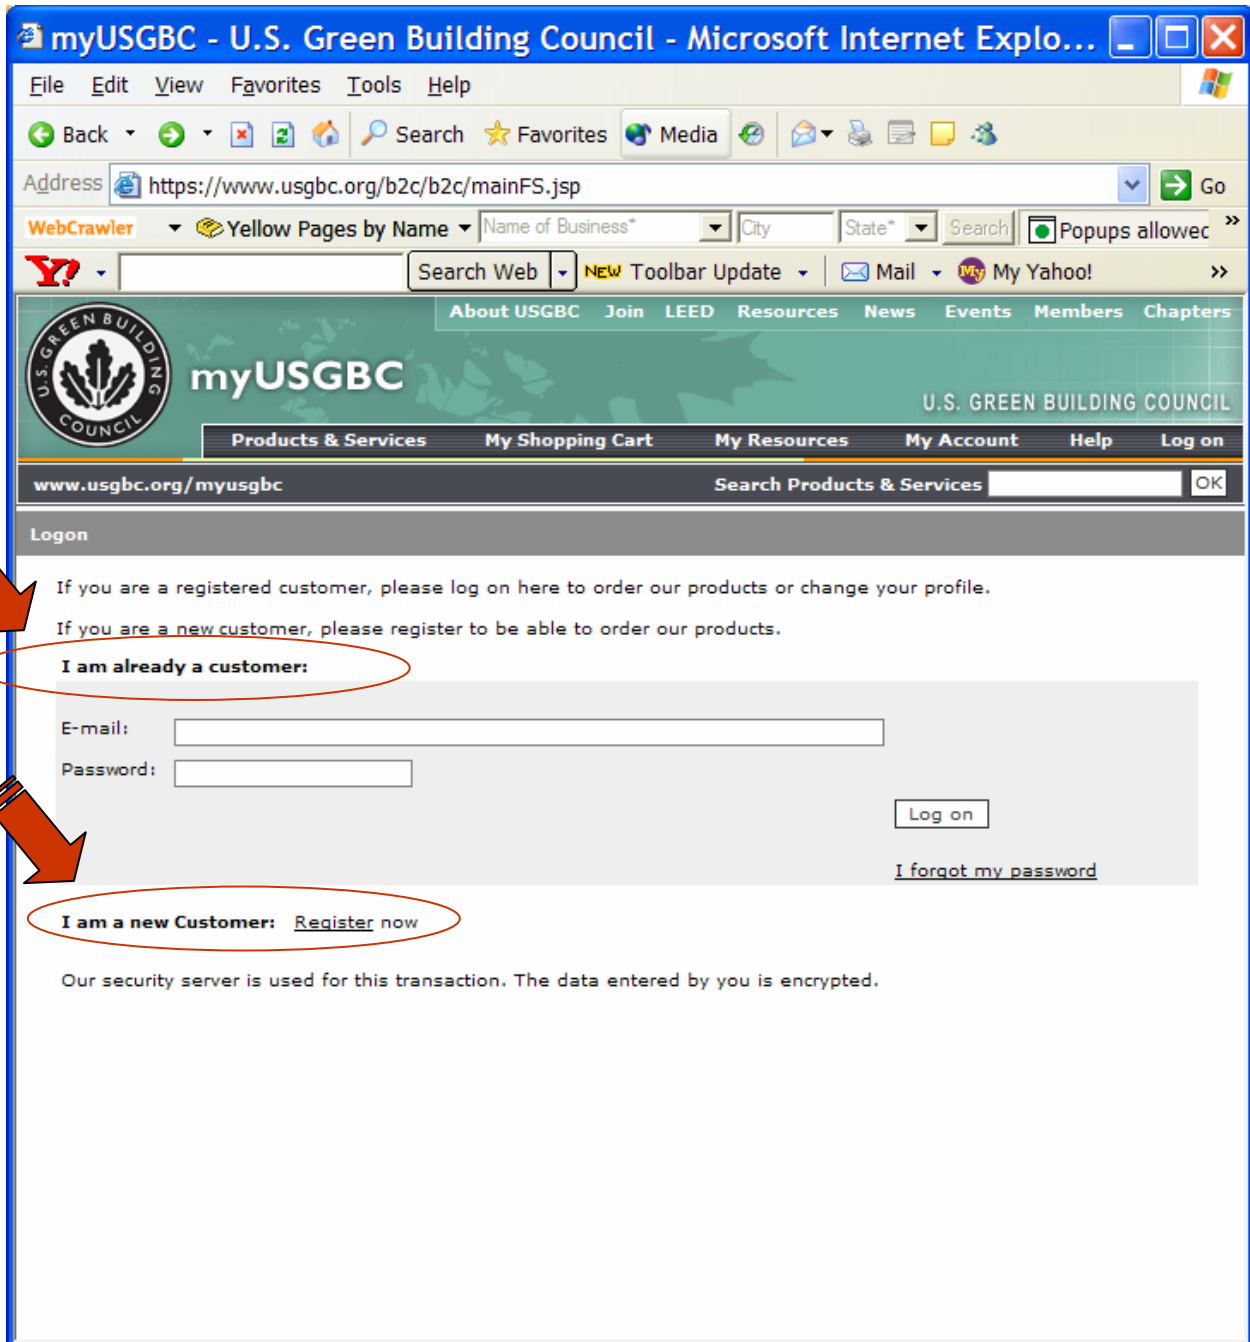 myUSGBC - U.S. Green Building Council - Microsoft Internet Explo...
File Edit View Favorites Tools Help
Back Search Favorites Media
Address https://www.usgbc.org/b2c/b2c/mainFS.jsp Go
WebCrawler Yellow Pages by Name Name of Business* City State* Search Popups allowec »
Y? Search Web NEW Toolbar Update Mail My My Yahoo! »
About USGBC Join LEED Resources News Events Members Chapters
U.S. GREEN BUILDING COUNCIL
myUSGBC
U.S. GREEN BUILDING COUNCIL
Products & Services My Shopping Cart My Resources My Account Help Log on
www.usgbc.org/myusgbc Search Products & Services OK
Logon
If you are a registered customer, please log on here to order our products or change your profile.
If you are a new customer, please register to be able to order our products.
I am already a customer:
E-mail:
Password:
Log on
I forgot my password
I am a new Customer: Register now
Our security server is used for this transaction. The data entered by you is encrypted.